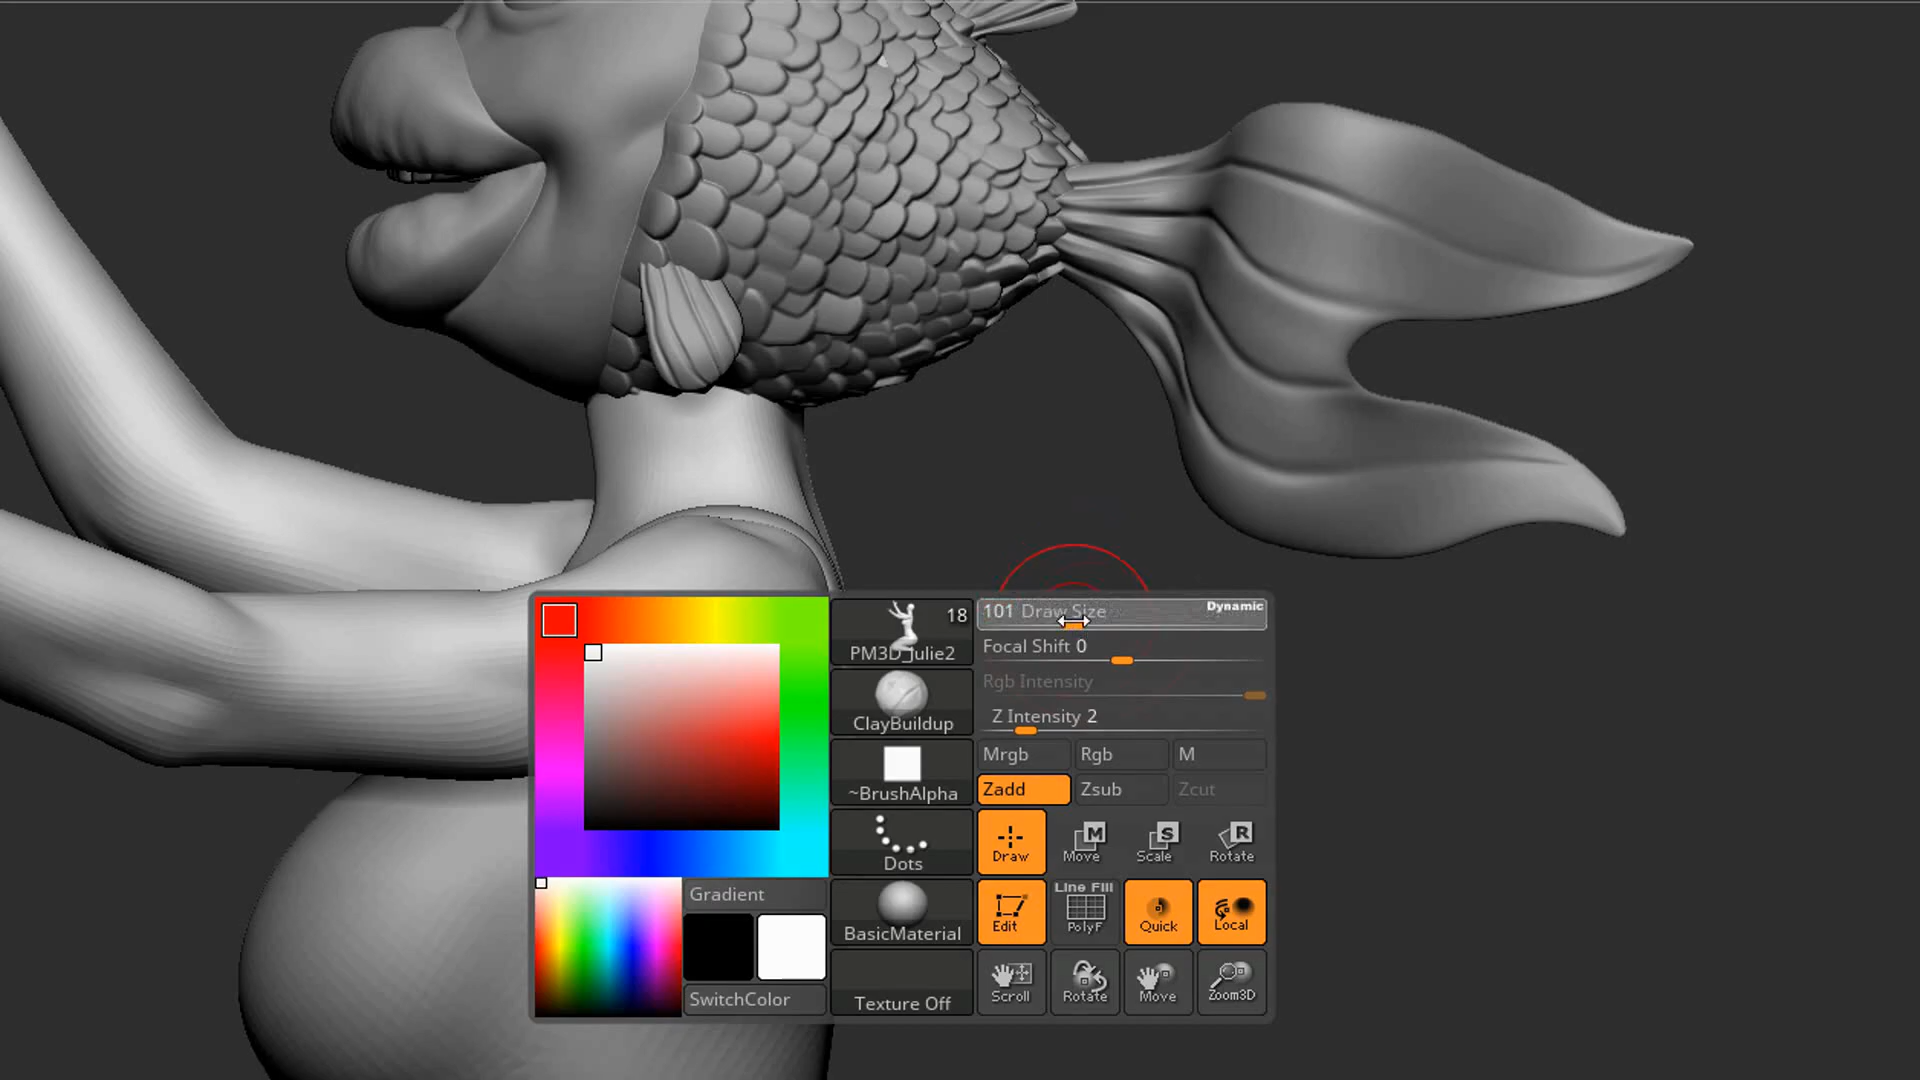 18
PM3D_Julie2
ClayBuildup
~BrushAlpha
Dots
BasicMaterial
Texture Off
Gradient
SwitchColor
101 Draw Size
Dynamic
Focal Shift 0
Rgb Intensity
Z Intensity 2
Mrgb Rgb M
Zadd Zsub Zcut
M S R
Draw Move Scale Rotate
Line Fill
Edit PolyF Quick Local
Scroll Rotate Move Zoom3D